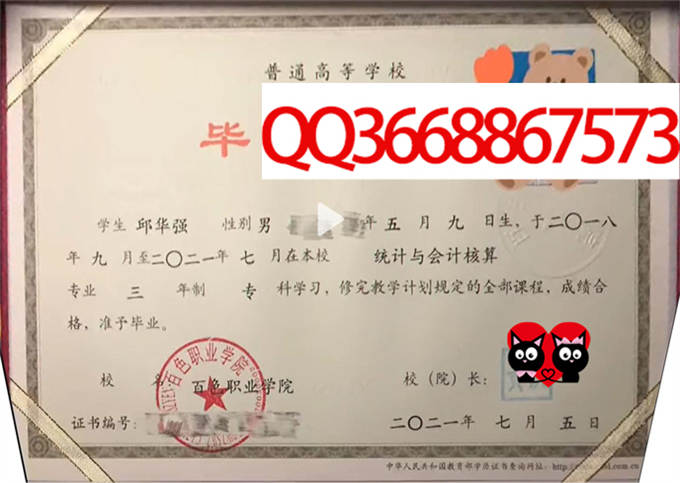 普通高等学校
毕
QQ3668867573
学生 邱华强 性别 男 年 五 月 九 日生，于二〇一八
年 九 月至二〇二一年 七 月在本校 统计与会计核算
专业 三 年制 专 科学习，修完教学计划规定的全部课程，成绩合
格，准予毕业。
校 名：百色职业学院 校（院）长：
百色职业学院
证书编号： 二〇二一年 七 月 五 日
中华人民共和国教育部学历证书查询网址：